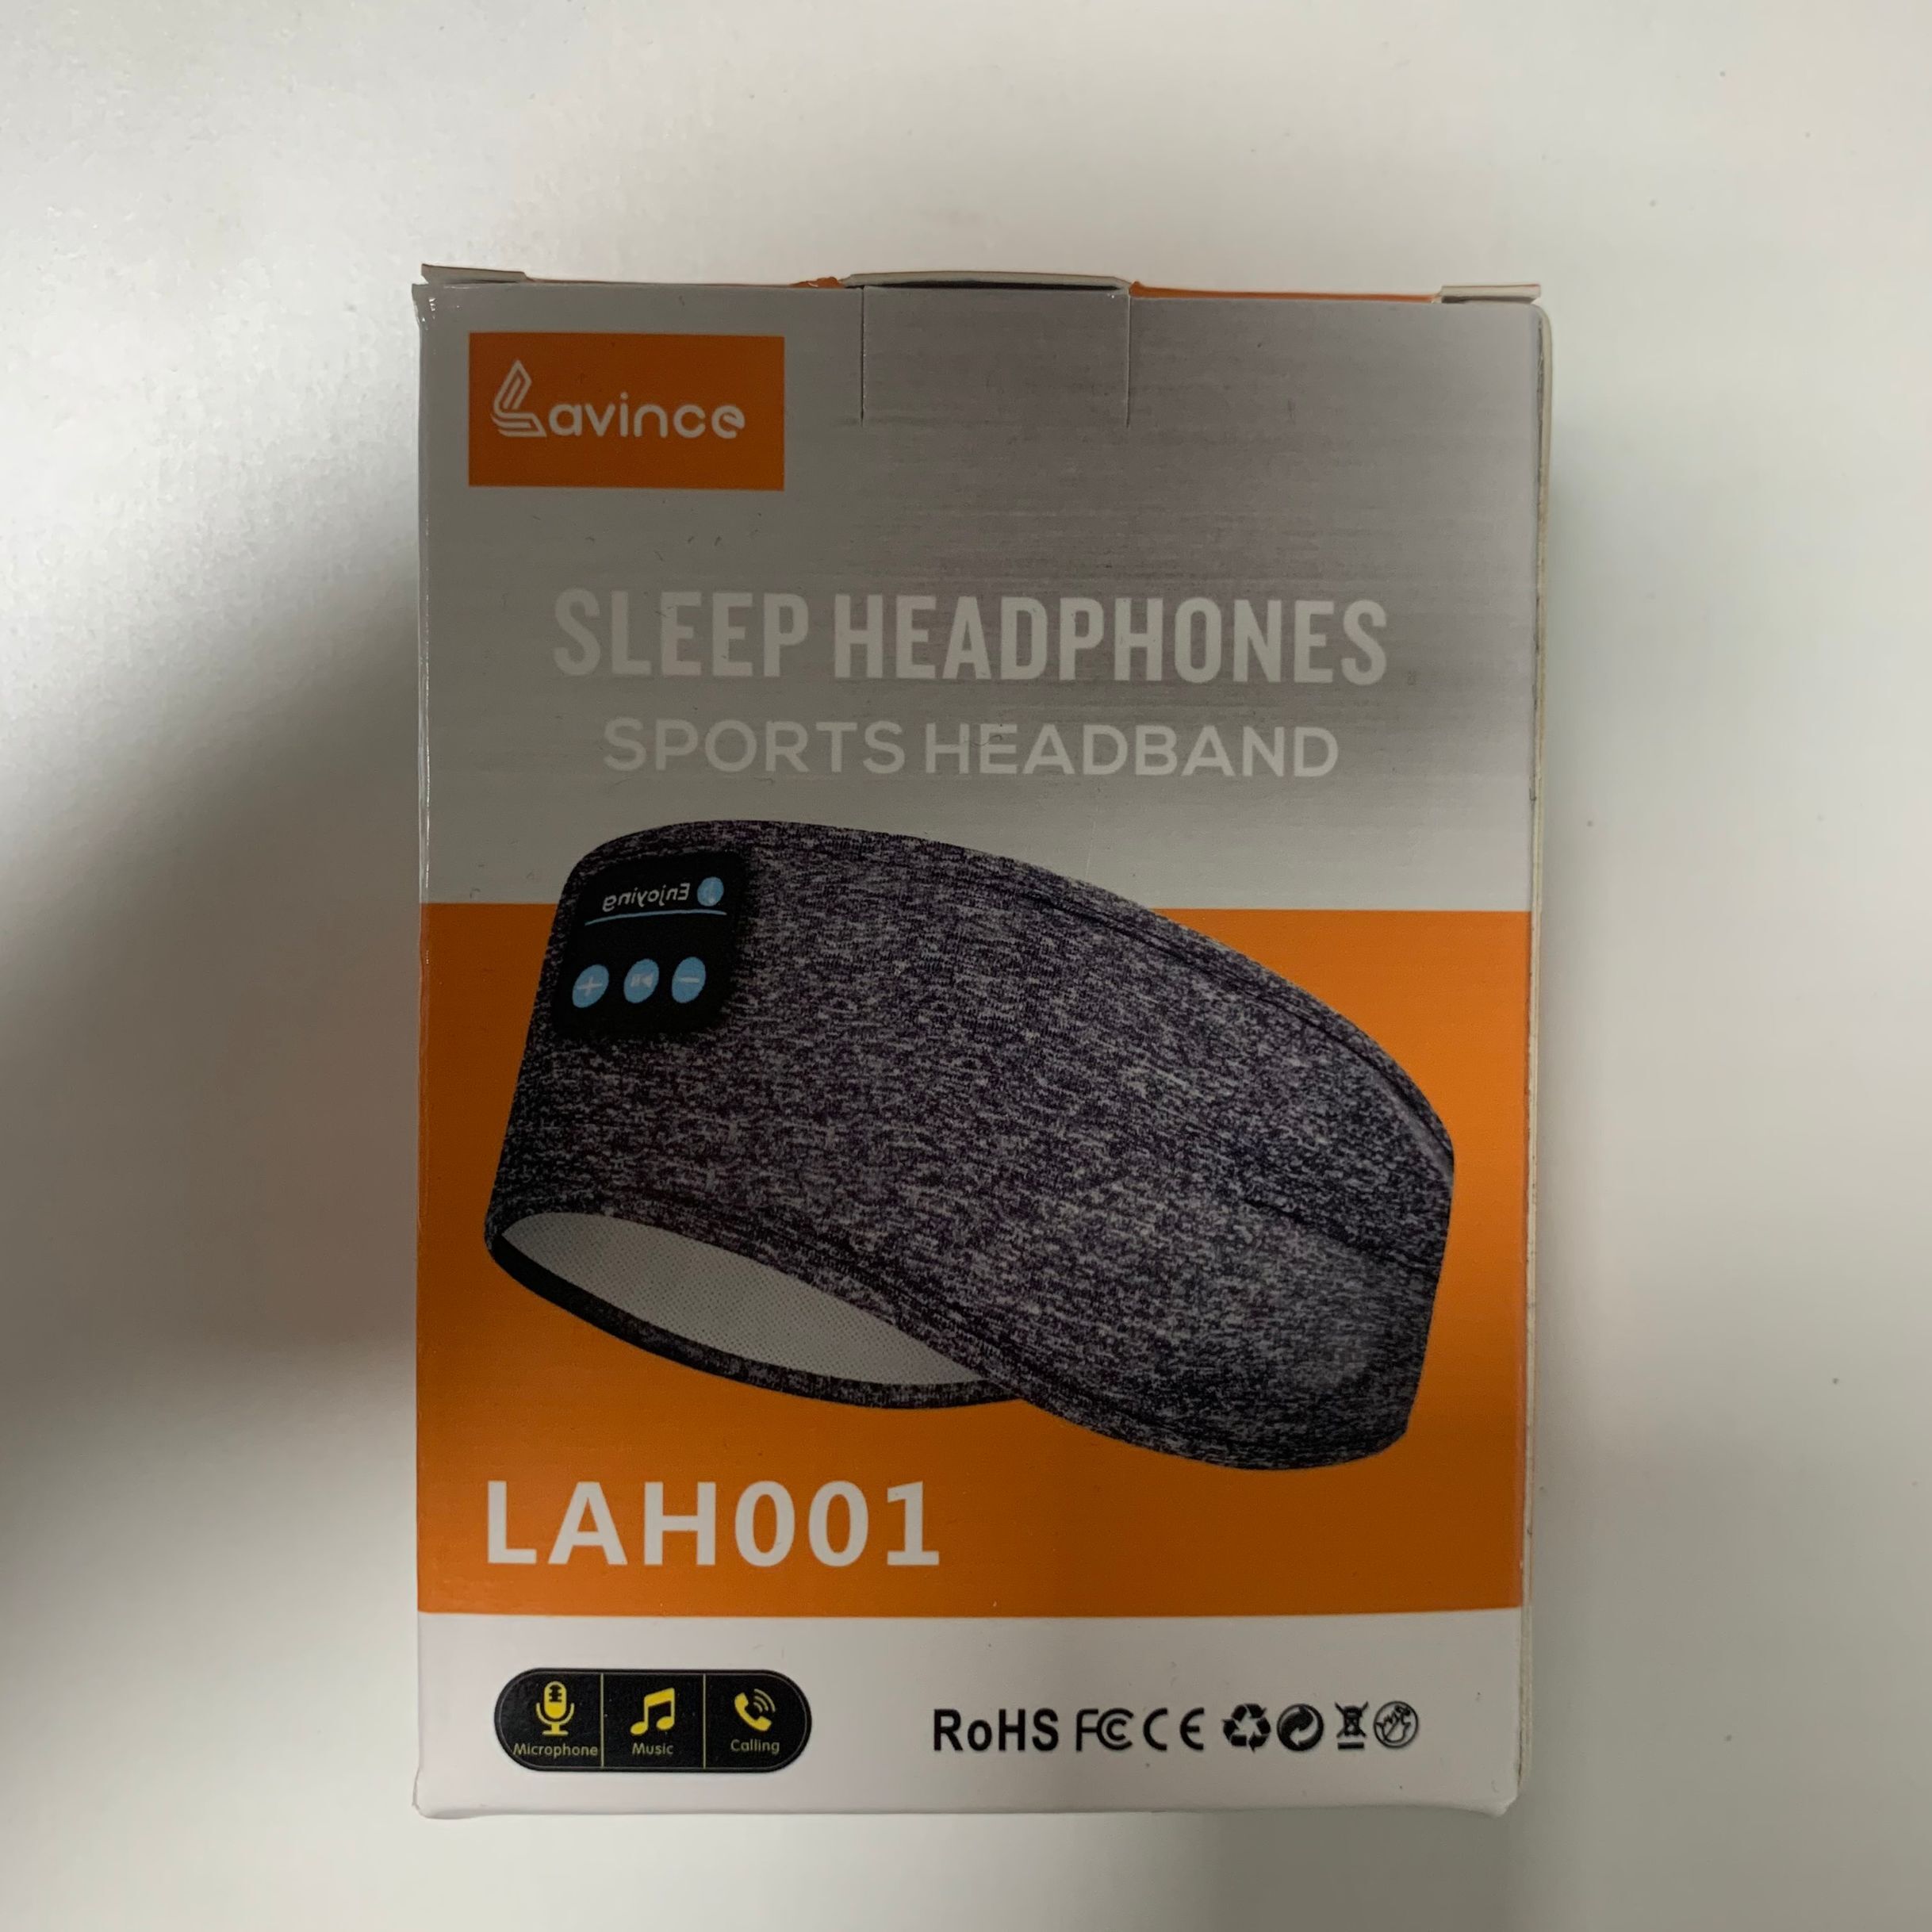 Lavince
SLEEP HEADPHONES
SPORTS HEADBAND
Enjoying
LAH001
Microphone
Music
Calling
RoHS FC CE